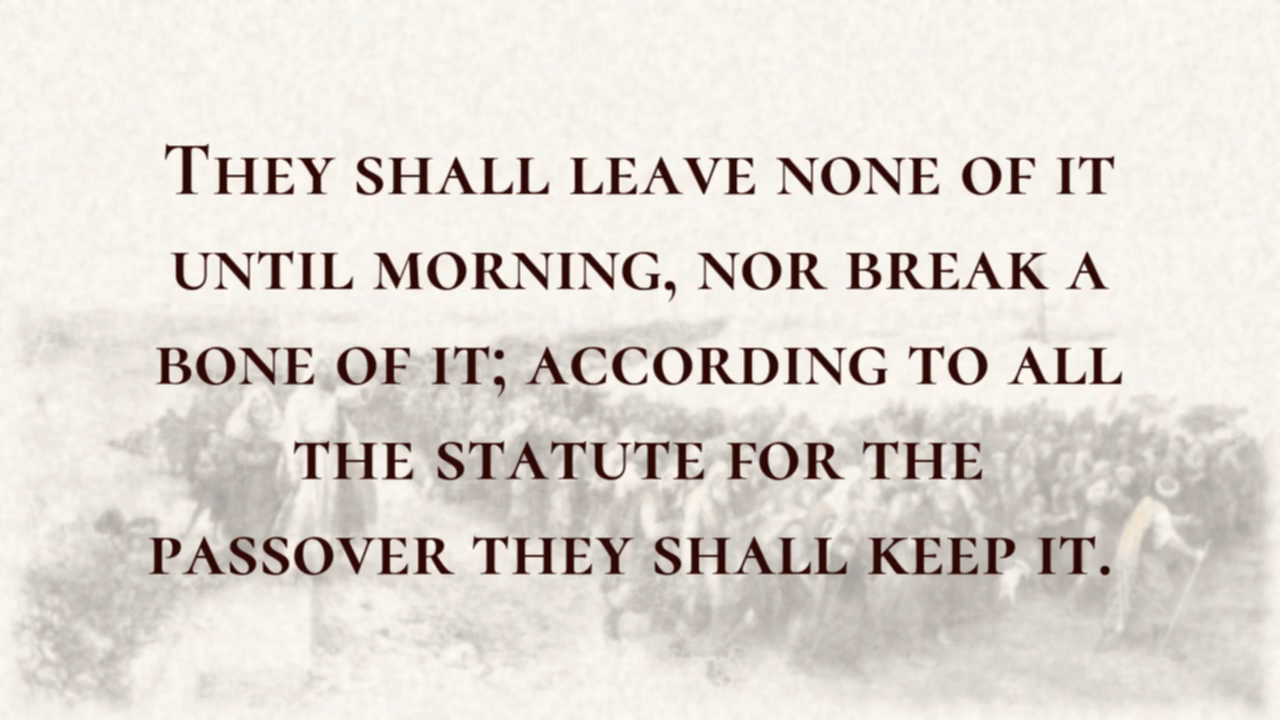 They shall leave none of it
until morning, nor break a
bone of it; according to all
the statute for the
passover they shall keep it.